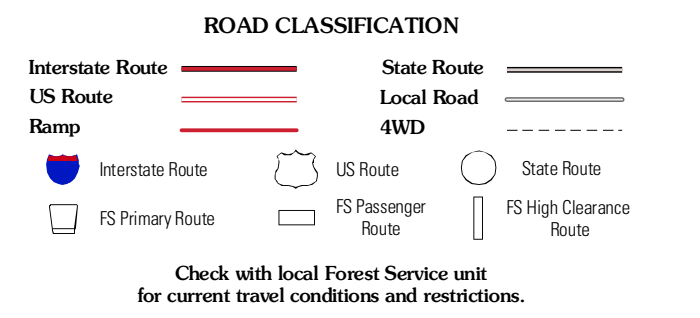 ROAD CLASSIFICATION
Interstate Route
State Route
US Route
Local Road
Ramp
4WD
Interstate Route
US Route
State Route
FS Primary Route
FS Passenger
Route
FS High Clearance
Route
Check with local Forest Service unit
for current travel conditions and restrictions.